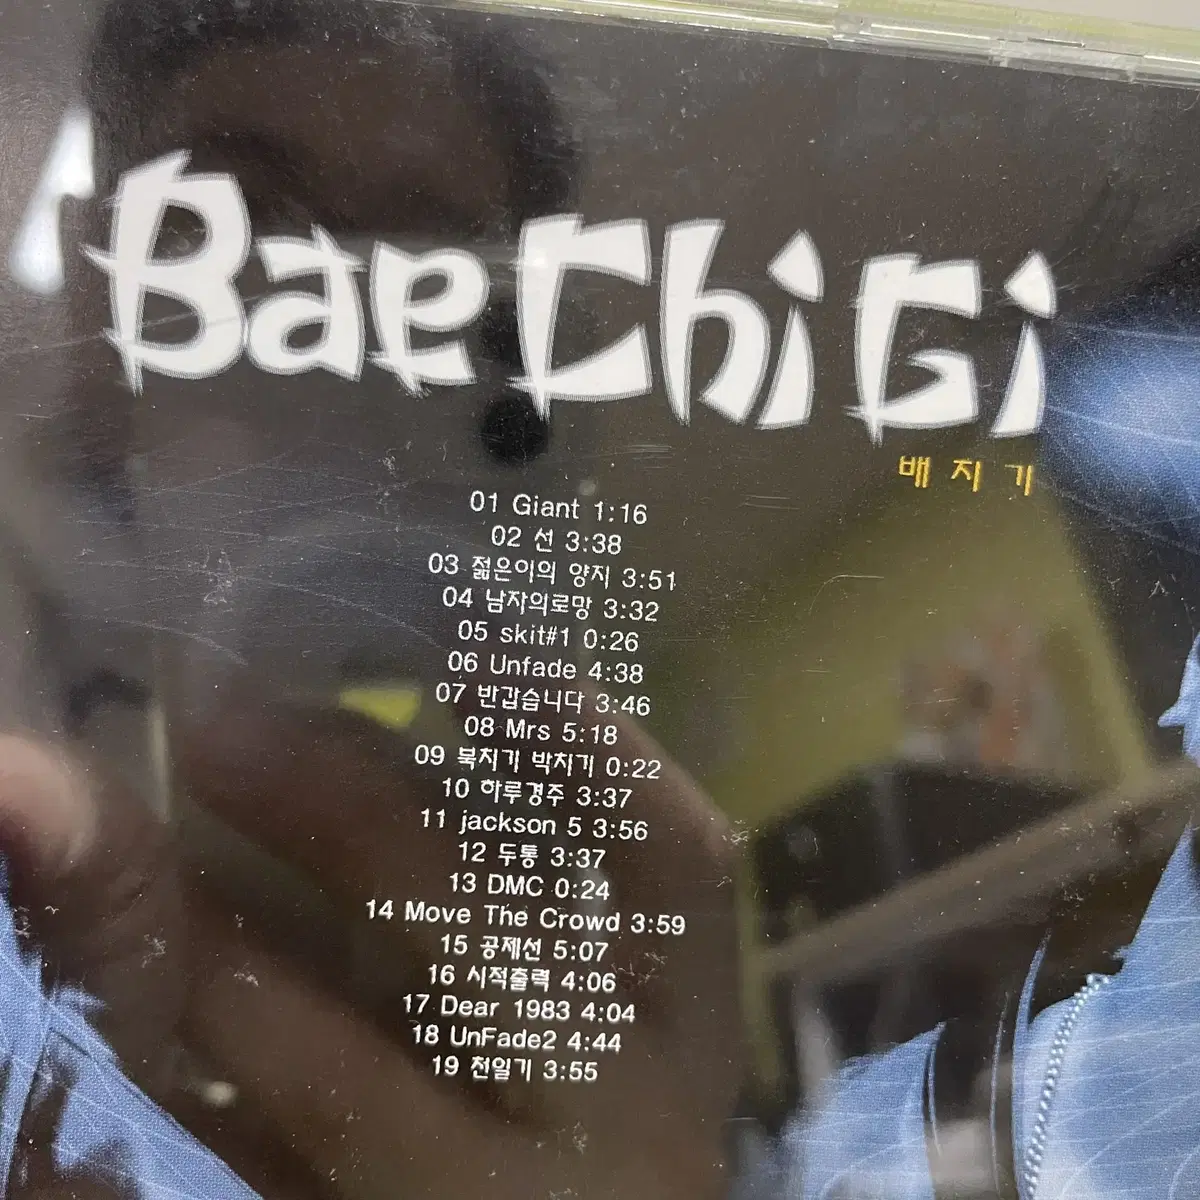 BaeChiGi
배치기
01 Giant 1:16
02 선 3:38
03 젊은이의 양지 3:51
04 남자의로망 3:32
05 skit#1 0:26
06 Unfade 4:38
07 반갑습니다 3:46
08 Mrs 5:18
09 북치기 박치기 0:22
10 하루경주 3:37
11 jackson 5 3:56
12 두통 3:37
13 DMC 0:24
14 Move The Crowd 3:59
15 공제선 5:07
16 시적출력 4:06
17 Dear 1983 4:04
18 UnFade2 4:44
19 천일기 3:55